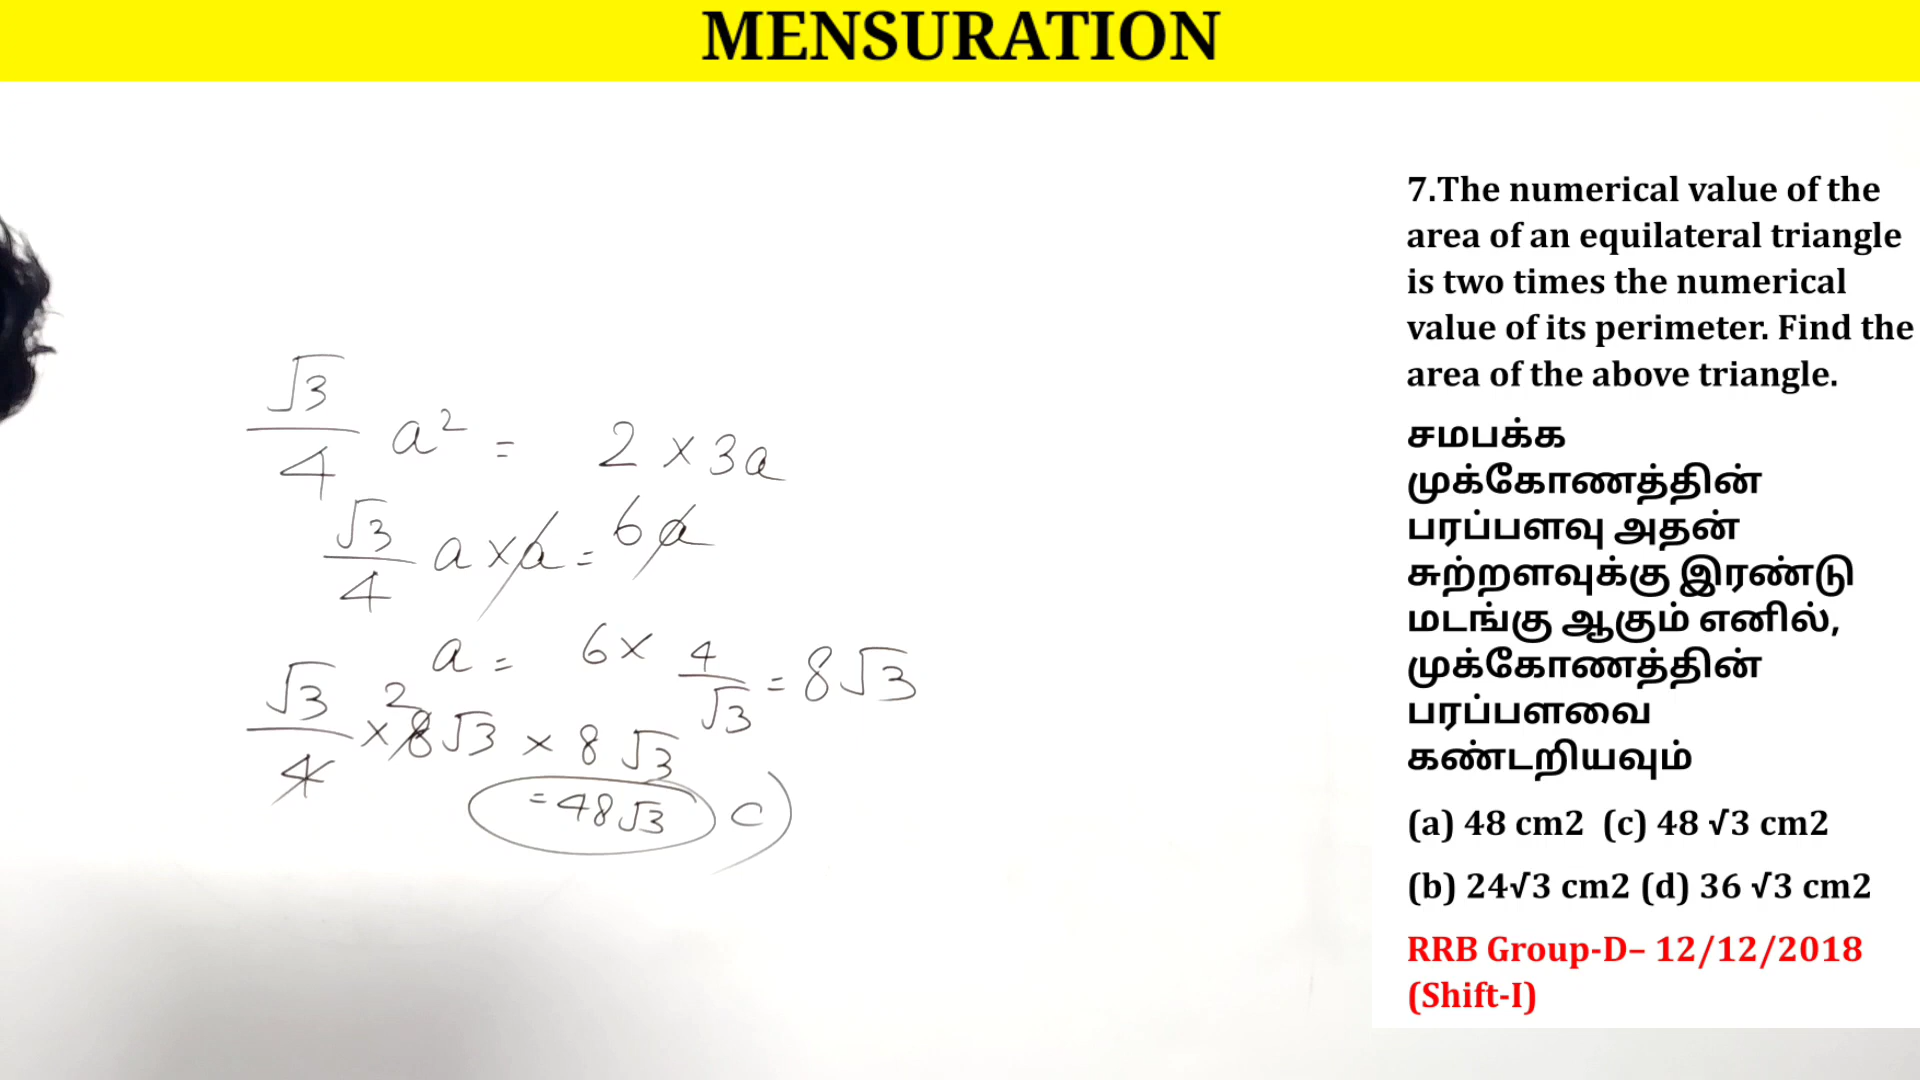 MENSURATION
√3/4 a² = 2 × 3a
√3/4 a × a = 6a
a = 6 × 4/√3 = 8√3
√3/4 × 8√3 × 8√3
2
= 48√3 c)
7.The numerical value of the
area of an equilateral triangle
is two times the numerical
value of its perimeter. Find the
area of the above triangle.
சமபக்க
முக்கோணத்தின்
பரப்பளவு அதன்
சுற்றளவுக்கு இரண்டு
மடங்கு ஆகும் எனில்,
முக்கோணத்தின்
பரப்பளவை
கண்டறியவும்
(a) 48 cm2 (c) 48 √3 cm2
(b) 24√3 cm2 (d) 36 √3 cm2
RRB Group-D– 12/12/2018
(Shift-I)